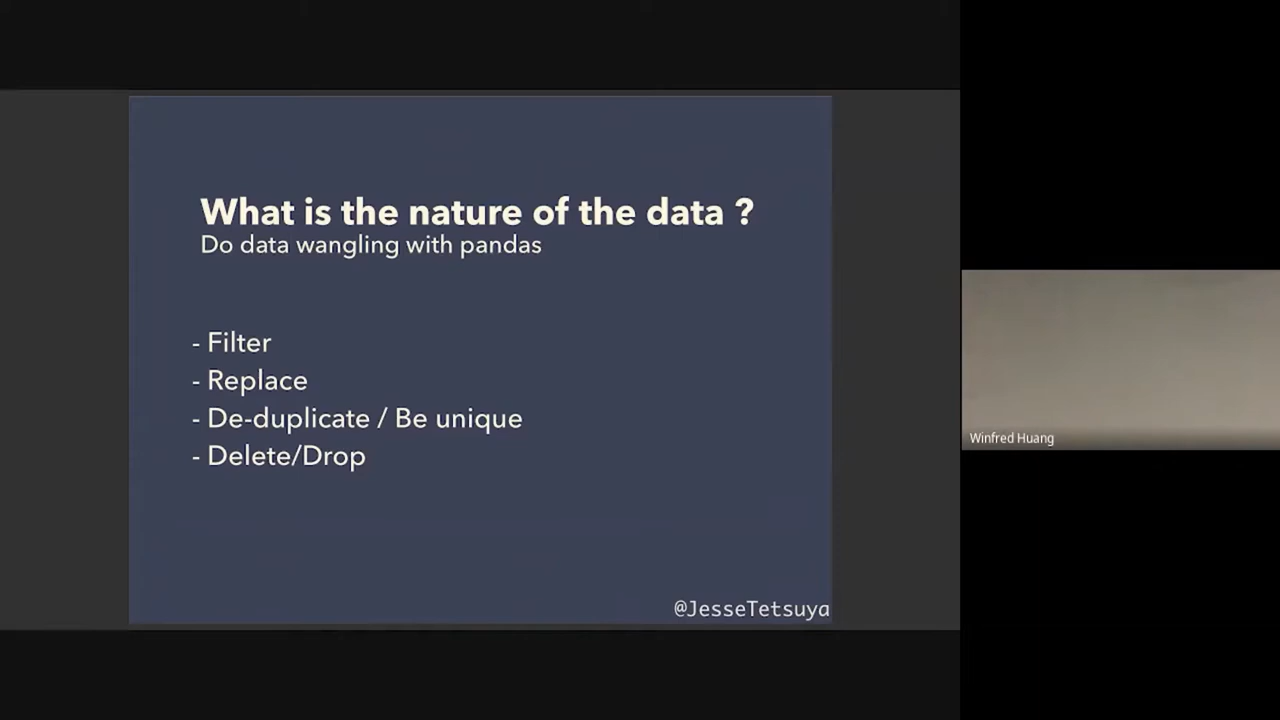 What is the nature of the data ?
Do data wangling with pandas
- Filter
- Replace
- De-duplicate / Be unique
- Delete/Drop
@JesseTetsuya
Winfred Huang